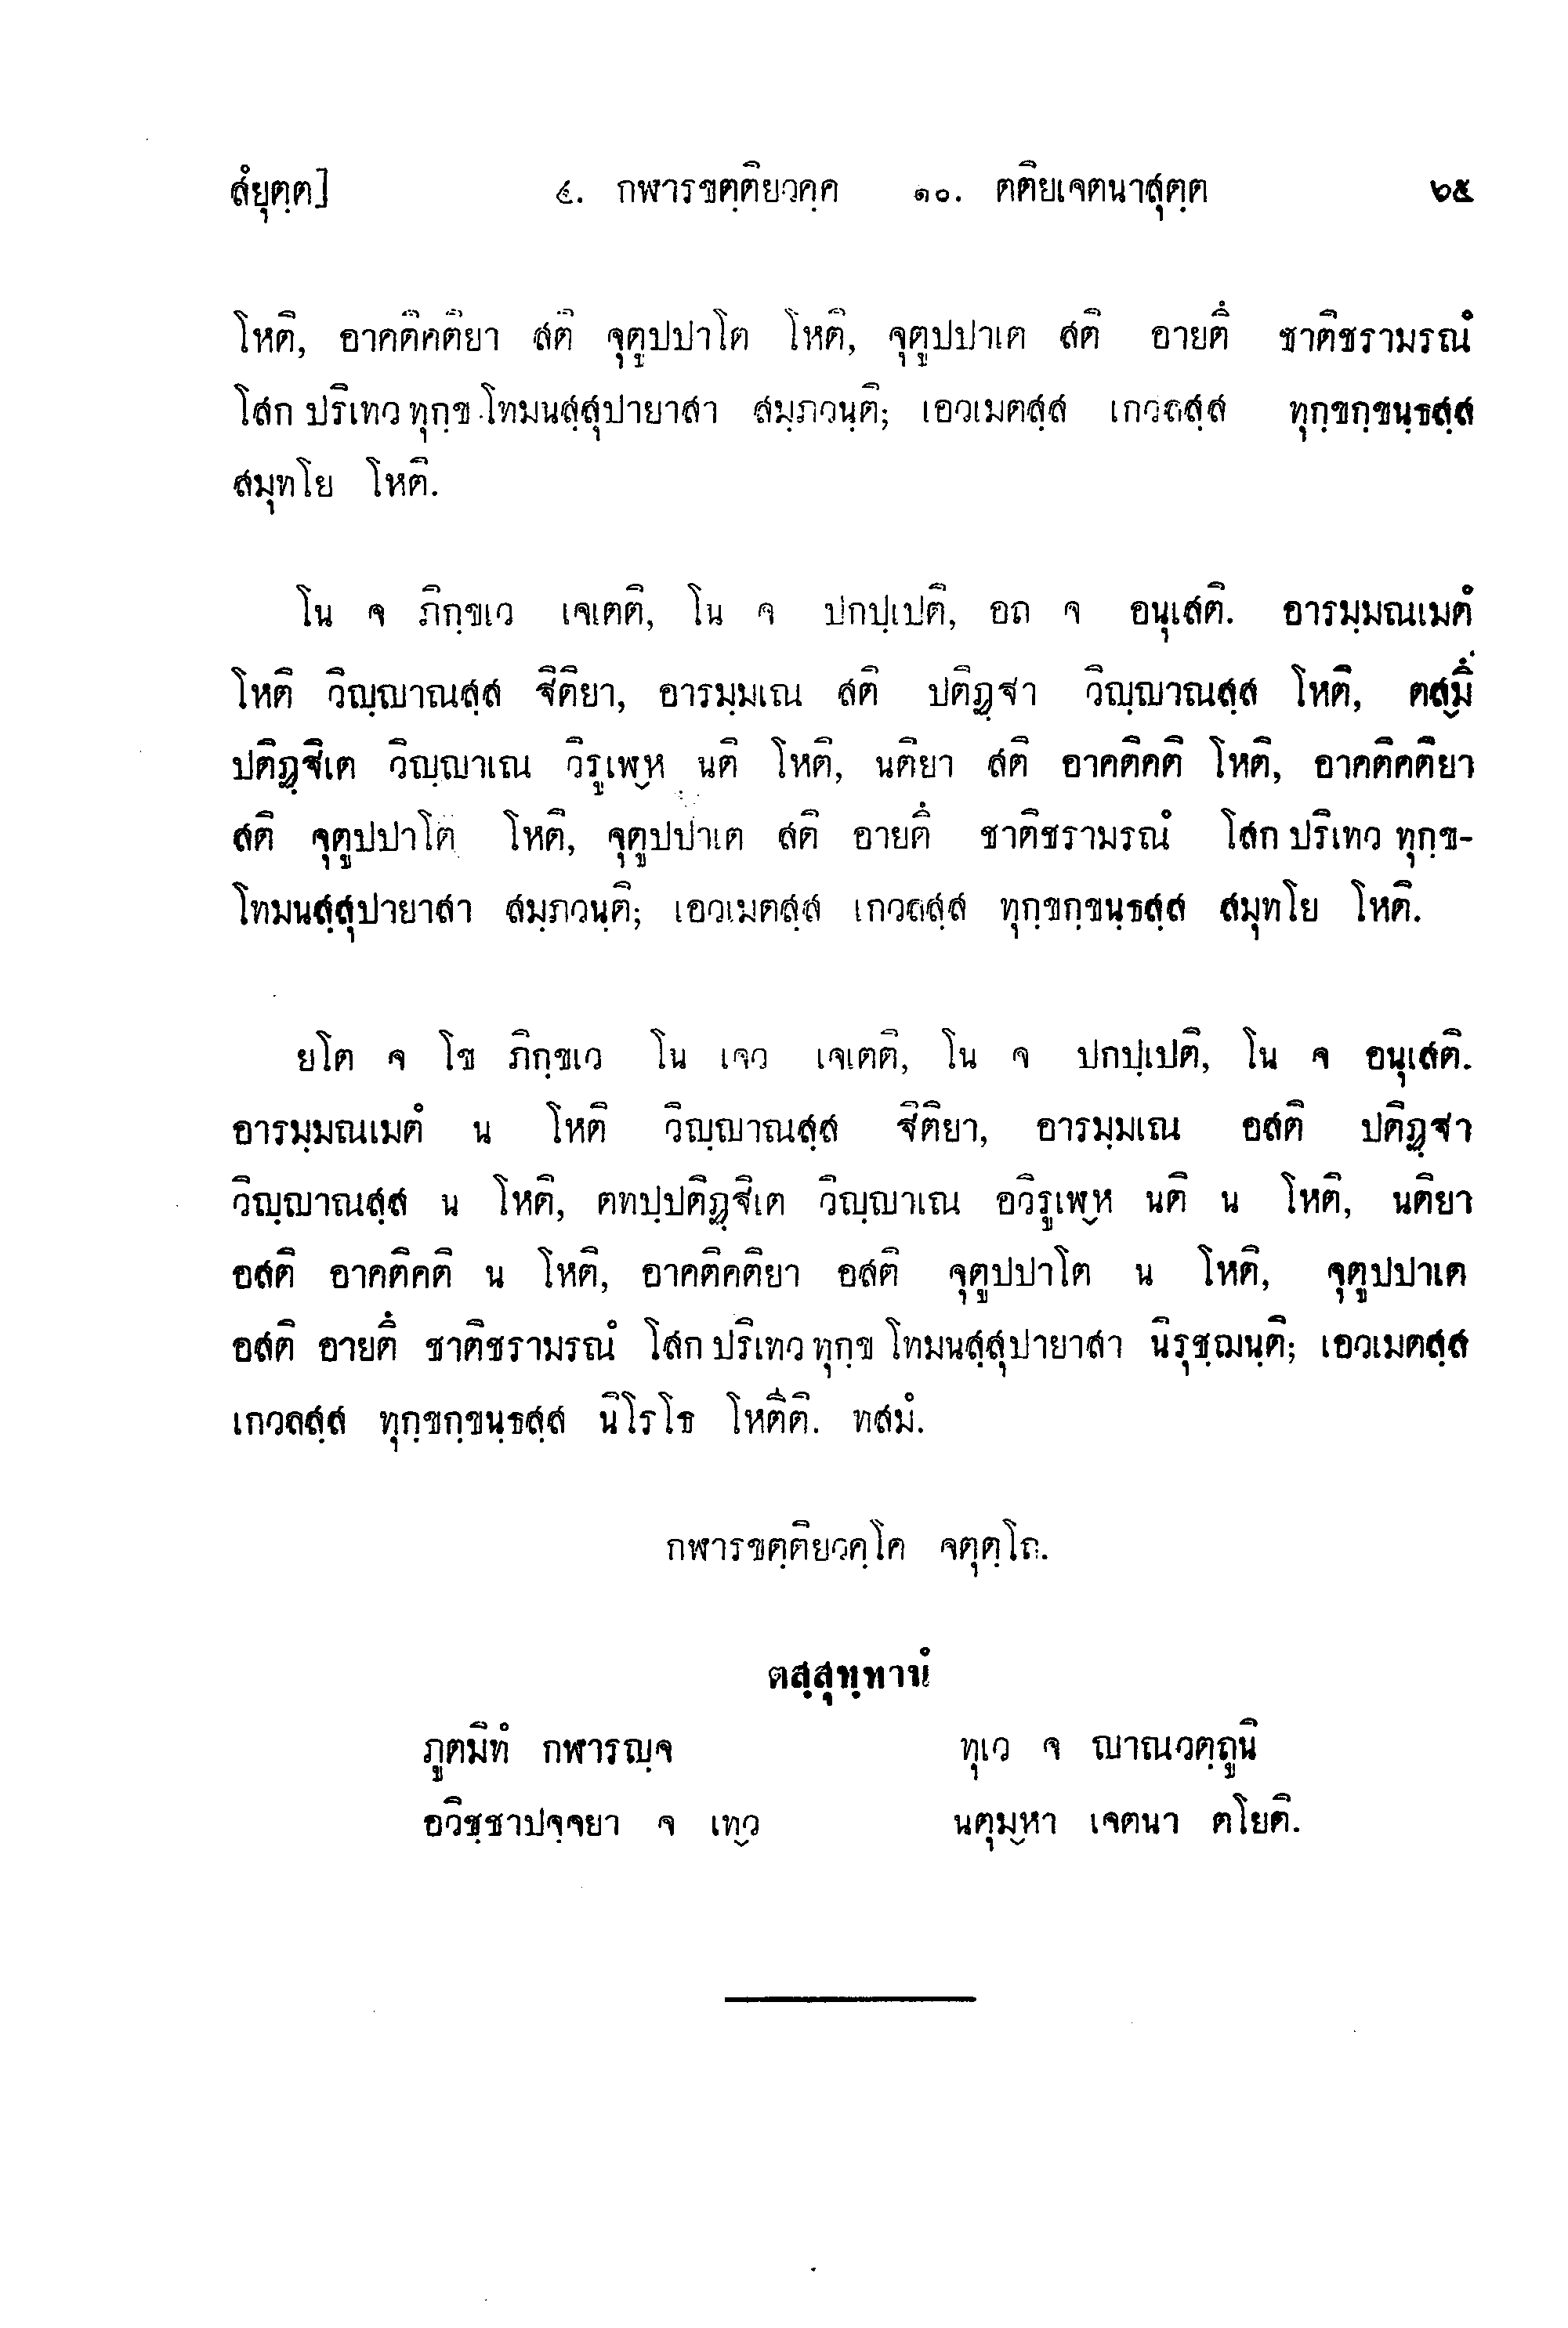 สํยุตฺต]	๔. กฬารขตฺติยวคฺค	๑๐. ตติยเจตนาสุตฺต	๖๕
โหติ, อาคติคติยา สติ จุตูปปาโต โหติ, จุตูปปาเต สติ อายตึ ชาติชรามรณํ
โสก ปริเทว ทุกฺข โทมนสฺสุปายาสา สมฺภวนฺติ; เอวเมตสฺส เกวลสฺส ทุกฺขกฺขนฺธสฺส
สมุทโย โหติ.
โน จ ภิกฺขเว เจเตติ, โน จ ปกปฺเปติ, อถ จ อนุเสติ. อารมฺมณเมตํ
โหติ วิญฺญาณสฺส ฐิติยา, อารมฺมเณ สติ ปติฏฺฐา วิญฺญาณสฺส โหติ, ตสฺมึ
ปติฏฺฐิเต วิญฺญาเณ วิรูเพฺห นติ โหติ, นติยา สติ อาคติคติ โหติ, อาคติคติยา
สติ จุตูปปาโต โหติ, จุตูปปาเต สติ อายตึ ชาติชรามรณํ โสก ปริเทว ทุกฺข-
โทมนสฺสุปายาสา สมฺภวนฺติ; เอวเมตสฺส เกวลสฺส ทุกฺขกฺขนฺธสฺส สมุทโย โหติ.
ยโต จ โข ภิกฺขเว โน เจว เจเตติ, โน จ ปกปฺเปติ, โน จ อนุเสติ.
อารมฺมณเมตํ น โหติ วิญฺญาณสฺส ฐิติยา, อารมฺมเณ อสติ ปติฏฺฐา
วิญฺญาณสฺส น โหติ, ตทปฺปติฏฺฐิเต วิญฺญาเณ อวิรูเพฺห นติ น โหติ, นติยา
อสติ อาคติคติ น โหติ, อาคติคติยา อสติ จุตูปปาโต น โหติ, จุตูปปาเต
อสติ อายตึ ชาติชรามรณํ โสก ปริเทว ทุกฺข โทมนสฺสุปายาสา นิรุชฺฌนฺติ; เอวเมตสฺส
เกวลสฺส ทุกฺขกฺขนฺธสฺส นิโรโธ โหตีติ. ทสมํ.
กฬารขตฺติยวคฺโค จตุตฺโถ.
ตสฺสุทฺทานํ
ภูตมิทํ กฬารญฺจ	ทุเว จ ญาณวตฺถูนิ
อวิชฺชาปจฺจยา จ เทฺว	นตุมฺหา เจตนา ตโยติ.